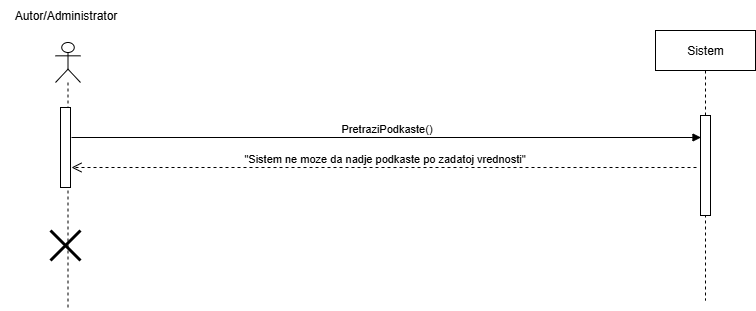 Autor/Administrator
Sistem
PretraziPodkaste()
"Sistem ne moze da nadje podkaste po zadatoj vrednosti"